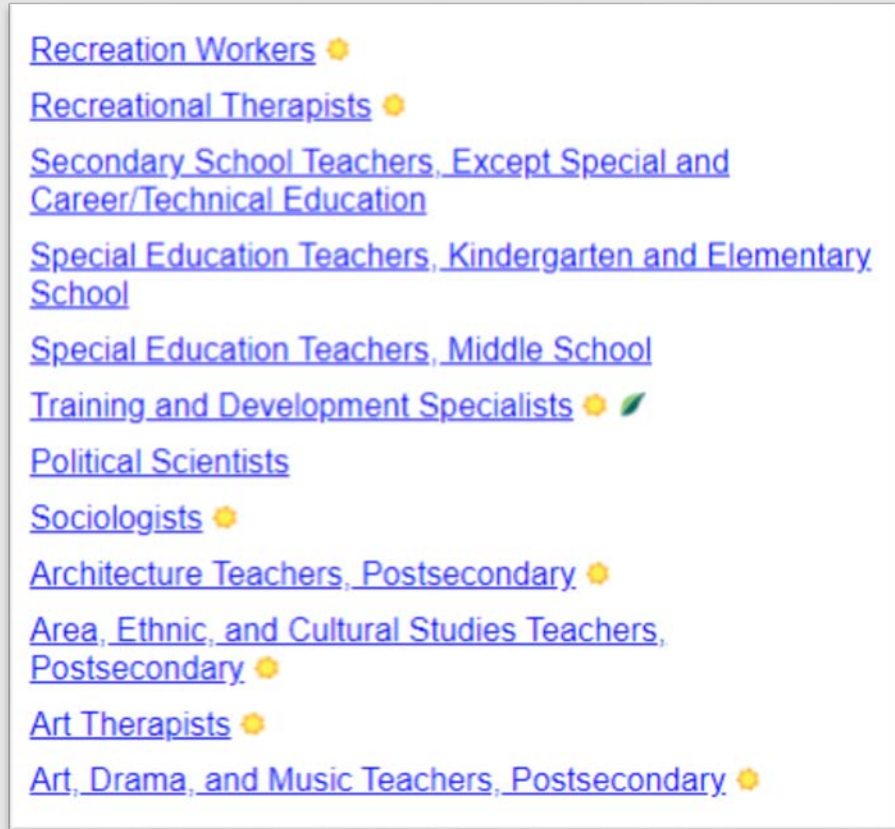 Recreation Workers
Recreational Therapists
Secondary School Teachers, Except Special and
Career/Technical Education
Special Education Teachers, Kindergarten and Elementary
School
Special Education Teachers, Middle School
Training and Development Specialists
Political Scientists
Sociologists
Architecture Teachers, Postsecondary
Area, Ethnic, and Cultural Studies Teachers,
Postsecondary
Art Therapists
Art, Drama, and Music Teachers, Postsecondary